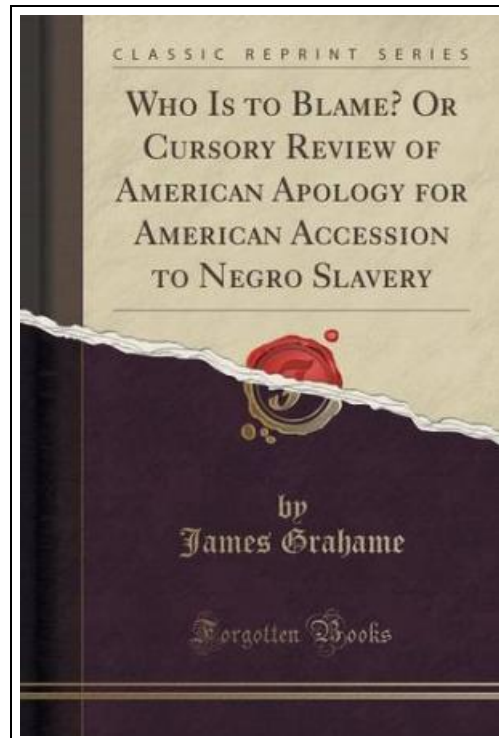 CLASSIC REPRINT SERIES
WHO IS TO BLAME? OR
CURSORY REVIEW OF
AMERICAN APOLOGY FOR
AMERICAN ACCESSION
TO NEGRO SLAVERY
by
James Grahame
Forgotten Books